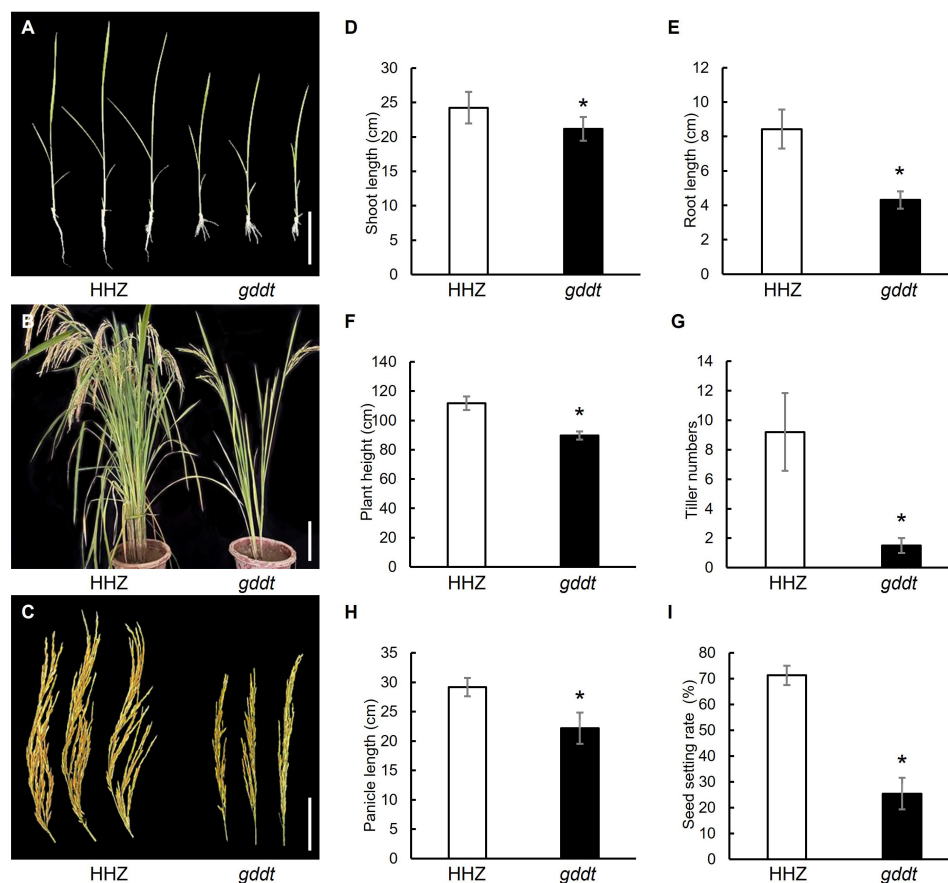 A
HHZ
gddt
B
HHZ
gddt
C
HHZ
gddt
D
Shoot length (cm)
30
25
20
15
10
5
0
*
HHZ
gddt
E
Root length (cm)
12
10
8
6
4
2
0
*
HHZ
gddt
F
Plant height (cm)
140
120
100
80
60
40
20
0
*
HHZ
gddt
G
Tiller numbers
14
12
10
8
6
4
2
0
*
HHZ
gddt
H
Panicle length (cm)
35
30
25
20
15
10
5
0
*
HHZ
gddt
I
Seed setting rate (%)
80
70
60
50
40
30
20
10
0
*
HHZ
gddt